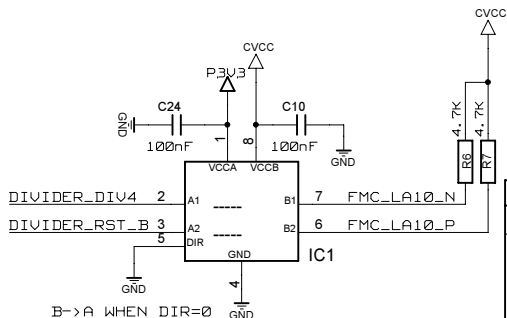 CVCC
CVCC
P3V3
4.7K 4.7K
C24 C10
GND
100nF 100nF
1 8
GND
VCCA VCCB
R6 R7
DIVIDER_DIV4 2 A1 B1 7 FMC_LA10_N
DIVIDER_RST_B 3 A2 B2 6 FMC_LA10_P
5 DIR
GND IC1
4
GND
B->A WHEN DIR=0 GND